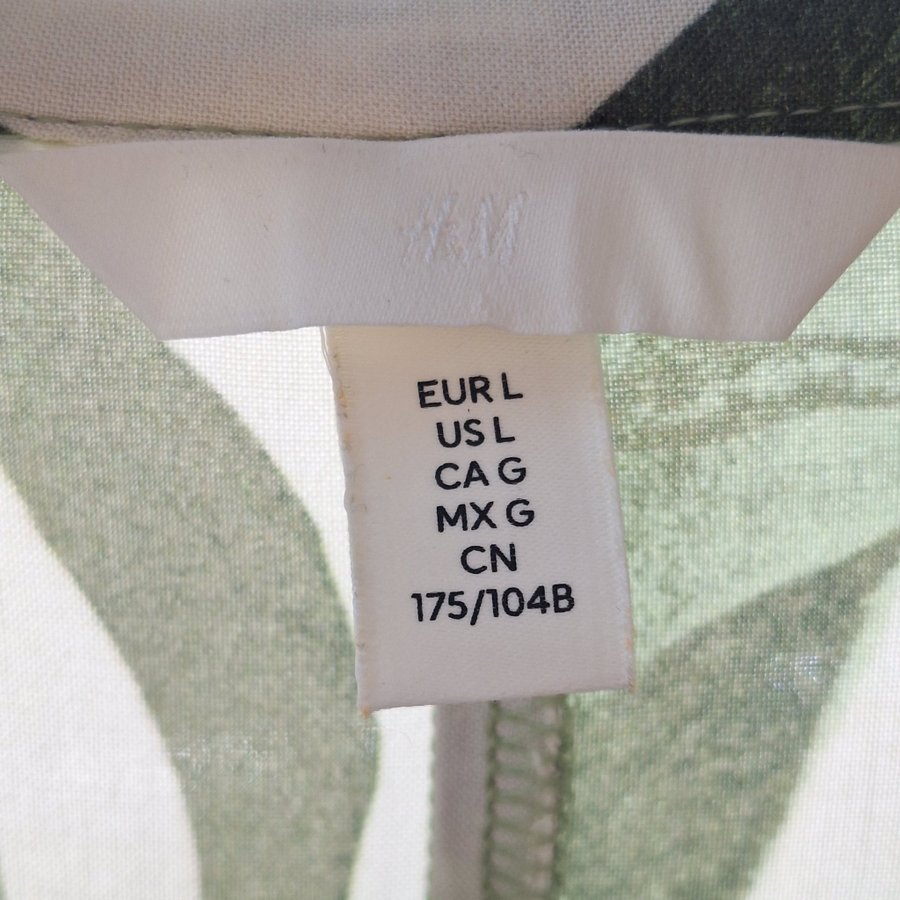 H&M
EUR L
US L
CA G
MX G
CN
175/104B